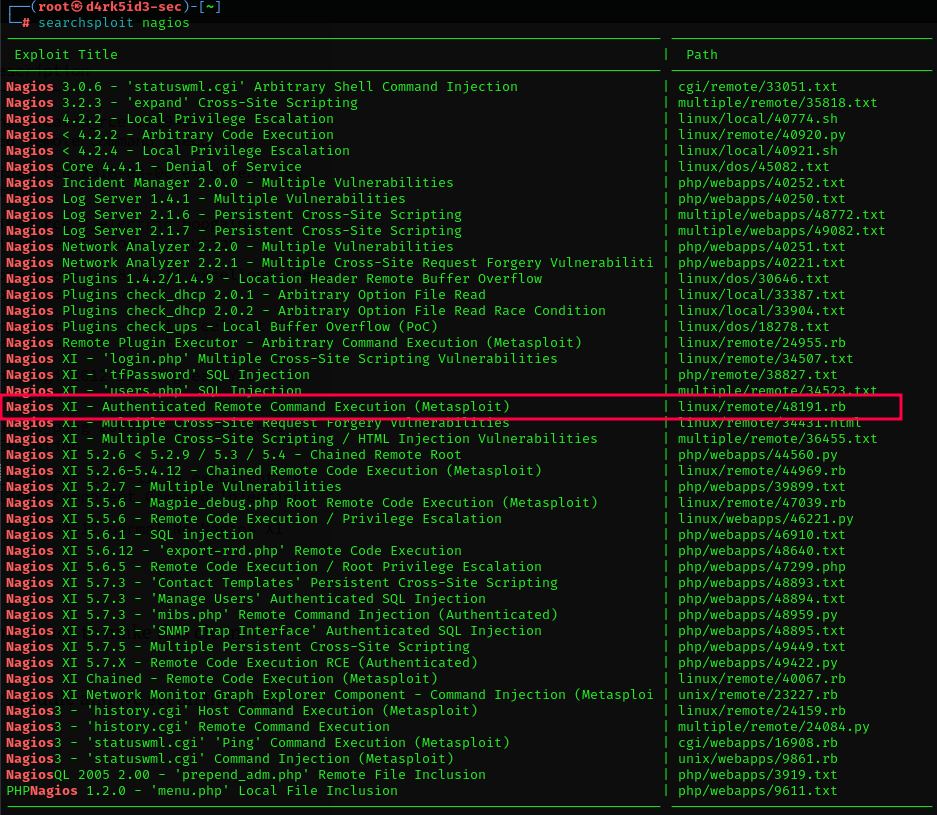 (root㉿d4rk5id3-sec)-[~]
# searchsploit nagios
Exploit Title | Path
Nagios 3.0.6 - 'statuswml.cgi' Arbitrary Shell Command Injection | cgi/remote/33051.txt
Nagios 3.2.3 - 'expand' Cross-Site Scripting | multiple/remote/35818.txt
Nagios 4.2.2 - Local Privilege Escalation | linux/local/40774.sh
Nagios < 4.2.2 - Arbitrary Code Execution | linux/remote/40920.py
Nagios < 4.2.4 - Local Privilege Escalation | linux/local/40921.sh
Nagios Core 4.4.1 - Denial of Service | linux/dos/45082.txt
Nagios Incident Manager 2.0.0 - Multiple Vulnerabilities | php/webapps/40252.txt
Nagios Log Server 1.4.1 - Multiple Vulnerabilities | php/webapps/40250.txt
Nagios Log Server 2.1.6 - Persistent Cross-Site Scripting | multiple/webapps/48772.txt
Nagios Log Server 2.1.7 - Persistent Cross-Site Scripting | multiple/webapps/49082.txt
Nagios Network Analyzer 2.2.0 - Multiple Vulnerabilities | php/webapps/40251.txt
Nagios Network Analyzer 2.2.1 - Multiple Cross-Site Request Forgery Vulnerabiliti | php/webapps/40221.txt
Nagios Plugins 1.4.2/1.4.9 - Location Header Remote Buffer Overflow | linux/dos/30646.txt
Nagios Plugins check_dhcp 2.0.1 - Arbitrary Option File Read | linux/local/33387.txt
Nagios Plugins check_dhcp 2.0.2 - Arbitrary Option File Read Race Condition | linux/local/33904.txt
Nagios Plugins check_ups - Local Buffer Overflow (PoC) | linux/dos/18278.txt
Nagios Remote Plugin Executor - Arbitrary Command Execution (Metasploit) | linux/remote/24955.rb
Nagios XI - 'login.php' Multiple Cross-Site Scripting Vulnerabilities | linux/remote/34507.txt
Nagios XI - 'tfPassword' SQL Injection | php/remote/38827.txt
Nagios XI - 'users.php' SQL Injection | multiple/remote/34523.txt
Nagios XI - Authenticated Remote Command Execution (Metasploit) | linux/remote/48191.rb
Nagios XI - Multiple Cross-Site Request Forgery Vulnerabilities | linux/remote/34431.html
Nagios XI - Multiple Cross-Site Scripting / HTML Injection Vulnerabilities | multiple/remote/36455.txt
Nagios XI 5.2.6 < 5.2.9 / 5.3 / 5.4 - Chained Remote Root | php/webapps/44560.py
Nagios XI 5.2.6-5.4.12 - Chained Remote Code Execution (Metasploit) | linux/remote/44969.rb
Nagios XI 5.2.7 - Multiple Vulnerabilities | php/webapps/39899.txt
Nagios XI 5.5.6 - Magpie_debug.php Root Remote Code Execution (Metasploit) | linux/remote/47039.rb
Nagios XI 5.5.6 - Remote Code Execution / Privilege Escalation | linux/webapps/46221.py
Nagios XI 5.6.1 - SQL injection | php/webapps/46910.txt
Nagios XI 5.6.12 - 'export-rrd.php' Remote Code Execution | php/webapps/48640.txt
Nagios XI 5.6.5 - Remote Code Execution / Root Privilege Escalation | php/webapps/47299.php
Nagios XI 5.7.3 - 'Contact Templates' Persistent Cross-Site Scripting | php/webapps/48893.txt
Nagios XI 5.7.3 - 'Manage Users' Authenticated SQL Injection | php/webapps/48894.txt
Nagios XI 5.7.3 - 'mibs.php' Remote Command Injection (Authenticated) | php/webapps/48959.py
Nagios XI 5.7.3 - 'SNMP Trap Interface' Authenticated SQL Injection | php/webapps/48895.txt
Nagios XI 5.7.5 - Multiple Persistent Cross-Site Scripting | php/webapps/49449.txt
Nagios XI 5.7.X - Remote Code Execution RCE (Authenticated) | php/webapps/49422.py
Nagios XI Chained - Remote Code Execution (Metasploit) | linux/remote/40067.rb
Nagios XI Network Monitor Graph Explorer Component - Command Injection (Metasploi | unix/remote/23227.rb
Nagios3 - 'history.cgi' Host Command Execution (Metasploit) | linux/remote/24159.rb
Nagios3 - 'history.cgi' Remote Command Execution | multiple/remote/24084.py
Nagios3 - 'statuswml.cgi' 'Ping' Command Execution (Metasploit) | cgi/webapps/16908.rb
Nagios3 - 'statuswml.cgi' Command Injection (Metasploit) | unix/webapps/9861.rb
NagiosQL 2005 2.00 - 'prepend_adm.php' Remote File Inclusion | php/webapps/3919.txt
PHPNagios 1.2.0 - 'menu.php' Local File Inclusion | php/webapps/9611.txt